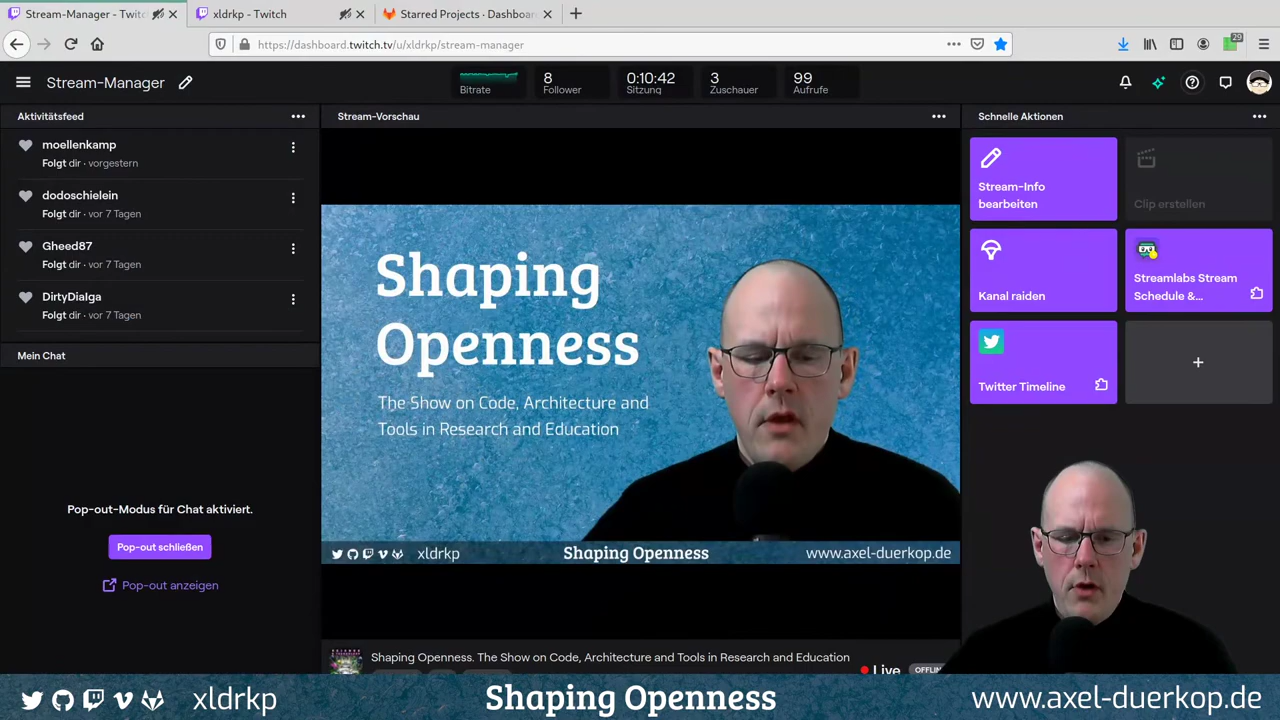 Stream-Manager - Twitc
xldrkp - Twitch
Starred Projects · Dashboar
https://dashboard.twitch.tv/u/xldrkp/stream-manager
29
Stream-Manager
Bitrate
8
Follower
0:10:42
Sitzung
3
Zuschauer
99
Aufrufe
Aktivitätsfeed
moellenkamp
Folgt dir · vorgestern
dodoschielein
Folgt dir · vor 7 Tagen
Gheed87
Folgt dir · vor 7 Tagen
DirtyDialga
Folgt dir · vor 7 Tagen
Mein Chat
Pop-out-Modus für Chat aktiviert.
Pop-out schließen
Pop-out anzeigen
Stream-Vorschau
Shaping
Openness
The Show on Code, Architecture and
Tools in Research and Education
xldrkp
Shaping Openness
www.axel-duerkop.de
Shaping Openness. The Show on Code, Architecture and Tools in Research and Education
Live
OFFLIN
Schnelle Aktionen
Stream-Info
bearbeiten
Clip erstellen
Kanal raiden
Streamlabs Stream
Schedule &...
Twitter Timeline
xldrkp
Shaping Openness
www.axel-duerkop.de